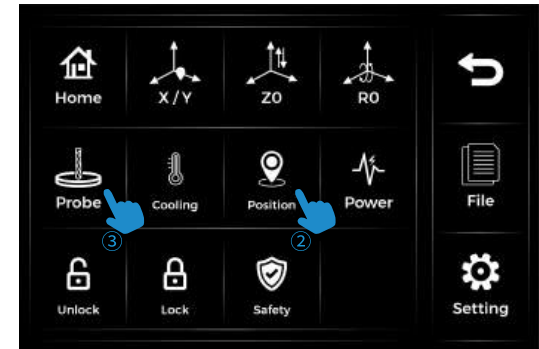 Home X/Y Z0 R0
Probe Cooling Position Power File
③ ②
Unlock Lock Safety Setting